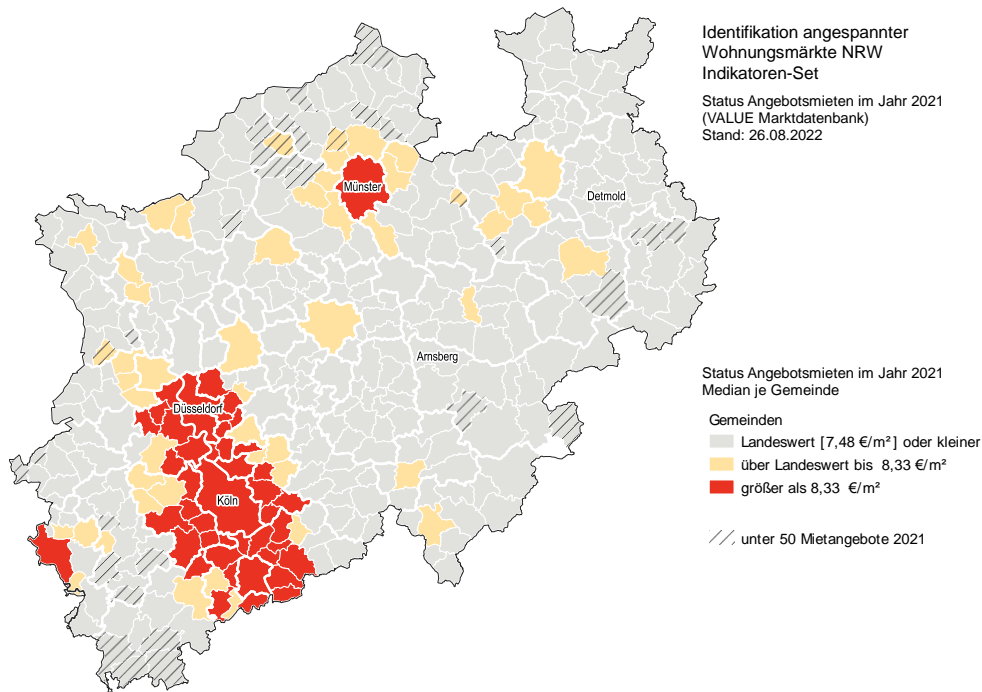 Identifikation angespannter
Wohnungsmärkte NRW
Indikatoren-Set
Status Angebotsmieten im Jahr 2021
(VALUE Marktdatenbank)
Stand: 26.08.2022
Münster
Detmold
Arnsberg
Düsseldorf
Köln
Status Angebotsmieten im Jahr 2021
Median je Gemeinde
Gemeinden
Landeswert [7,48 €/m²] oder kleiner
über Landeswert bis 8,33 €/m²
größer als 8,33 €/m²
unter 50 Mietangebote 2021